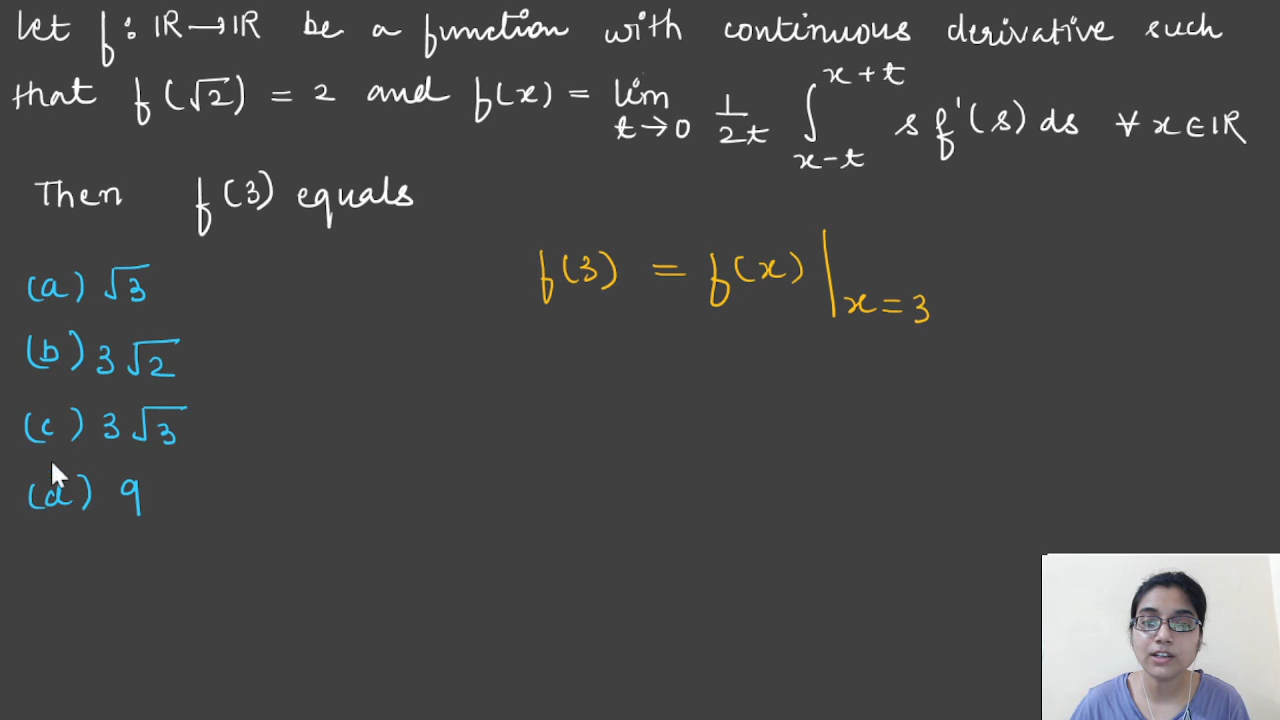 Let f : ℝ → ℝ be a function with continuous derivative such
that f(√2) = 2 and f(x) = lim_{t→0} 1/2t ∫_{x-t}^{x+t} s f'(s) ds ∀ x ∈ ℝ
Then f(3) equals
f(3) = f(x) |_{x=3}
(a) √3
(b) 3√2
(c) 3√3
(d) 9